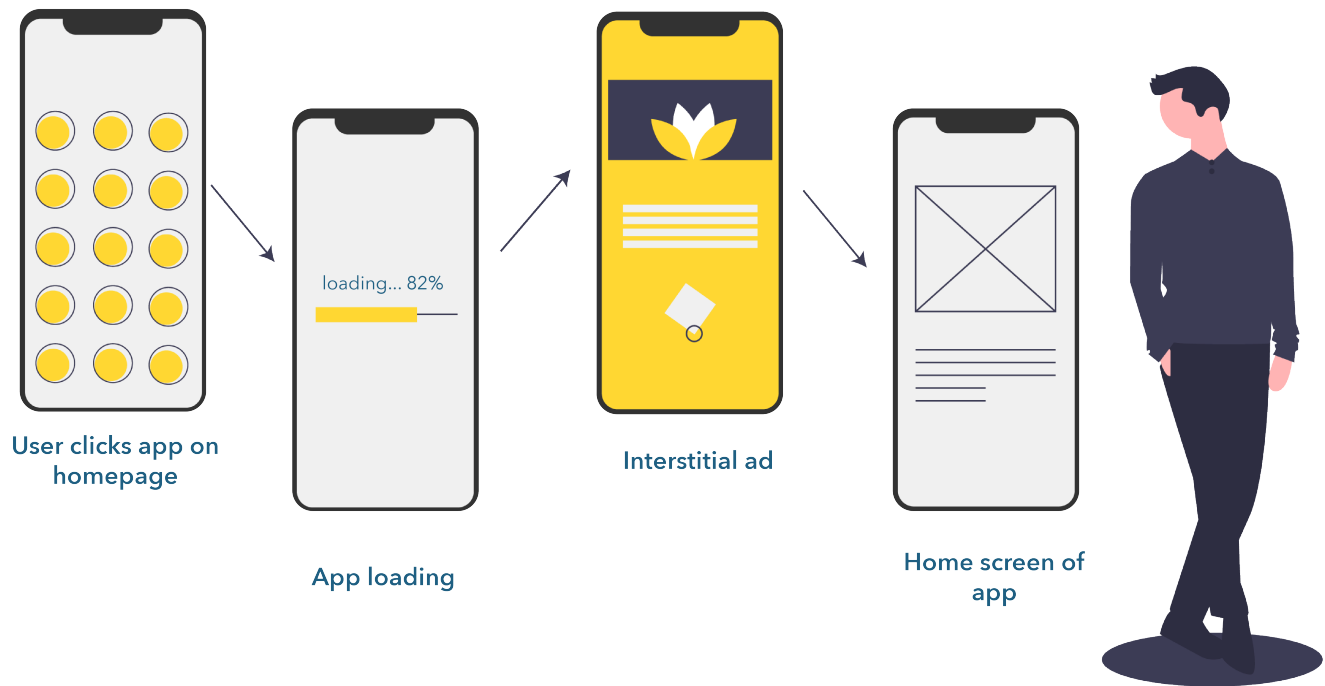 User clicks app on
homepage
loading... 82%
App loading
Interstitial ad
Home screen of
app